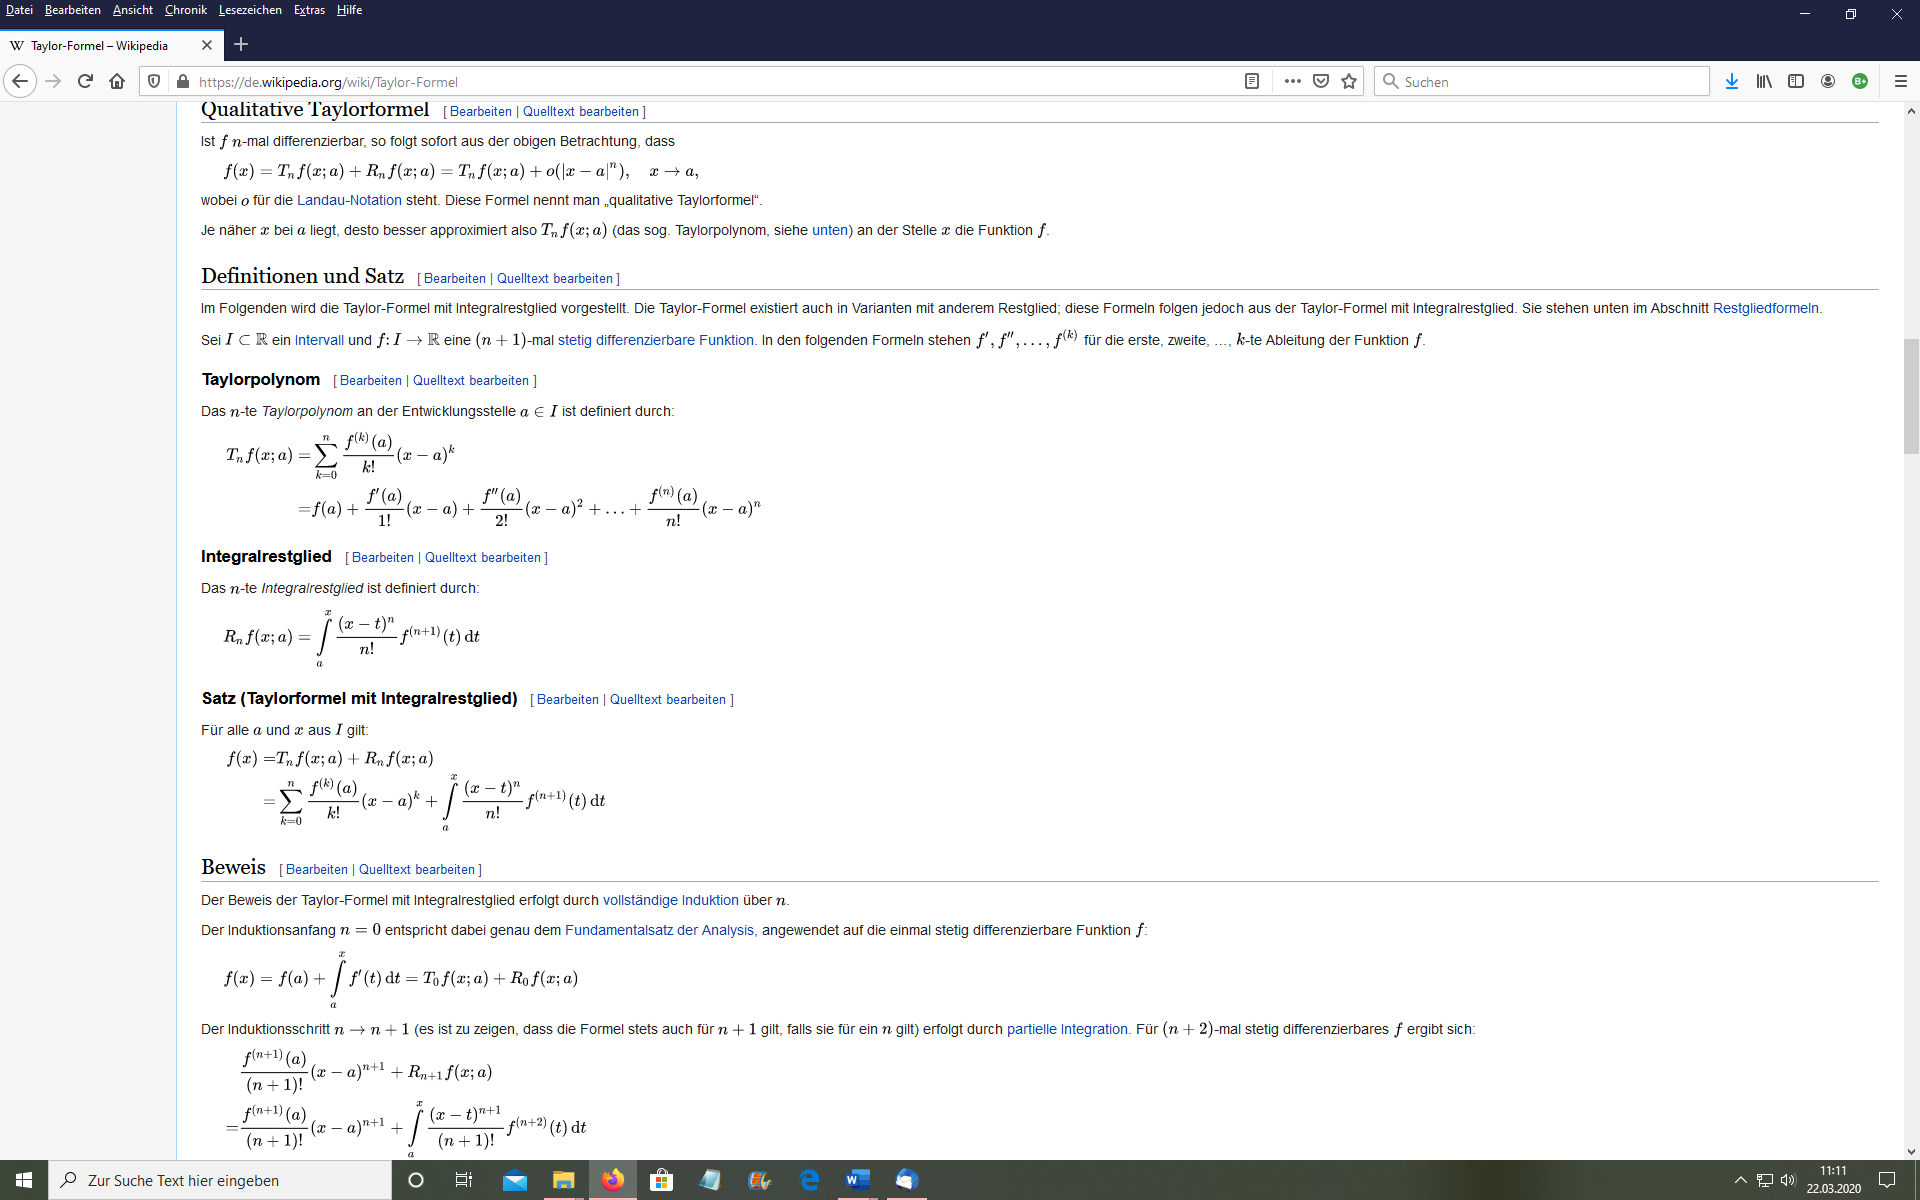 Datei Bearbeiten Ansicht Chronik Lesezeichen Extras Hilfe
W Taylor-Formel – Wikipedia
https://de.wikipedia.org/wiki/Taylor-Formel
Suchen
Qualitative Taylorformel [ Bearbeiten | Quelltext bearbeiten ]
Ist f n-mal differenzierbar, so folgt sofort aus der obigen Betrachtung, dass
f(x) = Tₙf(x; a) + Rₙf(x; a) = Tₙf(x; a) + o(|x − a|ⁿ), x → a,
wobei o für die Landau-Notation steht. Diese Formel nennt man „qualitative Taylorformel“.
Je näher x bei a liegt, desto besser approximiert also Tₙf(x; a) (das sog. Taylorpolynom, siehe unten) an der Stelle x die Funktion f.
Definitionen und Satz [ Bearbeiten | Quelltext bearbeiten ]
Im Folgenden wird die Taylor-Formel mit Integralrestglied vorgestellt. Die Taylor-Formel existiert auch in Varianten mit anderem Restglied; diese Formeln folgen jedoch aus der Taylor-Formel mit Integralrestglied. Sie stehen unten im Abschnitt Restgliedformeln.
Sei I ⊂ ℝ ein Intervall und f: I → ℝ eine (n + 1)-mal stetig differenzierbare Funktion. In den folgenden Formeln stehen f′, f″, …, f^(k) für die erste, zweite, ..., k-te Ableitung der Funktion f.
Taylorpolynom [ Bearbeiten | Quelltext bearbeiten ]
Das n-te Taylorpolynom an der Entwicklungsstelle a ∈ I ist definiert durch:
Tₙf(x; a) = ∑_{k=0}^{n} f^(k)(a)/k! (x − a)^k
= f(a) + f′(a)/1! (x − a) + f″(a)/2! (x − a)² + … + f^(n)(a)/n! (x − a)ⁿ
Integralrestglied [ Bearbeiten | Quelltext bearbeiten ]
Das n-te Integralrestglied ist definiert durch:
Rₙf(x; a) = ∫_a^x (x − t)ⁿ/n! f^(n+1)(t) dt
Satz (Taylorformel mit Integralrestglied) [ Bearbeiten | Quelltext bearbeiten ]
Für alle a und x aus I gilt:
f(x) = Tₙf(x; a) + Rₙf(x; a)
= ∑_{k=0}^{n} f^(k)(a)/k! (x − a)^k + ∫_a^x (x − t)ⁿ/n! f^(n+1)(t) dt
Beweis [ Bearbeiten | Quelltext bearbeiten ]
Der Beweis der Taylor-Formel mit Integralrestglied erfolgt durch vollständige Induktion über n.
Der Induktionsanfang n = 0 entspricht dabei genau dem Fundamentalsatz der Analysis, angewendet auf die einmal stetig differenzierbare Funktion f:
f(x) = f(a) + ∫_a^x f′(t) dt = T₀f(x; a) + R₀f(x; a)
Der Induktionsschritt n → n + 1 (es ist zu zeigen, dass die Formel stets auch für n + 1 gilt, falls sie für ein n gilt) erfolgt durch partielle Integration. Für (n + 2)-mal stetig differenzierbares f ergibt sich:
f^(n+1)(a)/(n + 1)! (x − a)^{n+1} + R_{n+1}f(x; a)
= f^(n+1)(a)/(n + 1)! (x − a)^{n+1} + ∫_a^x (x − t)^{n+1}/(n + 1)! f^(n+2)(t) dt
Zur Suche Text hier eingeben
11:11
22.03.2020